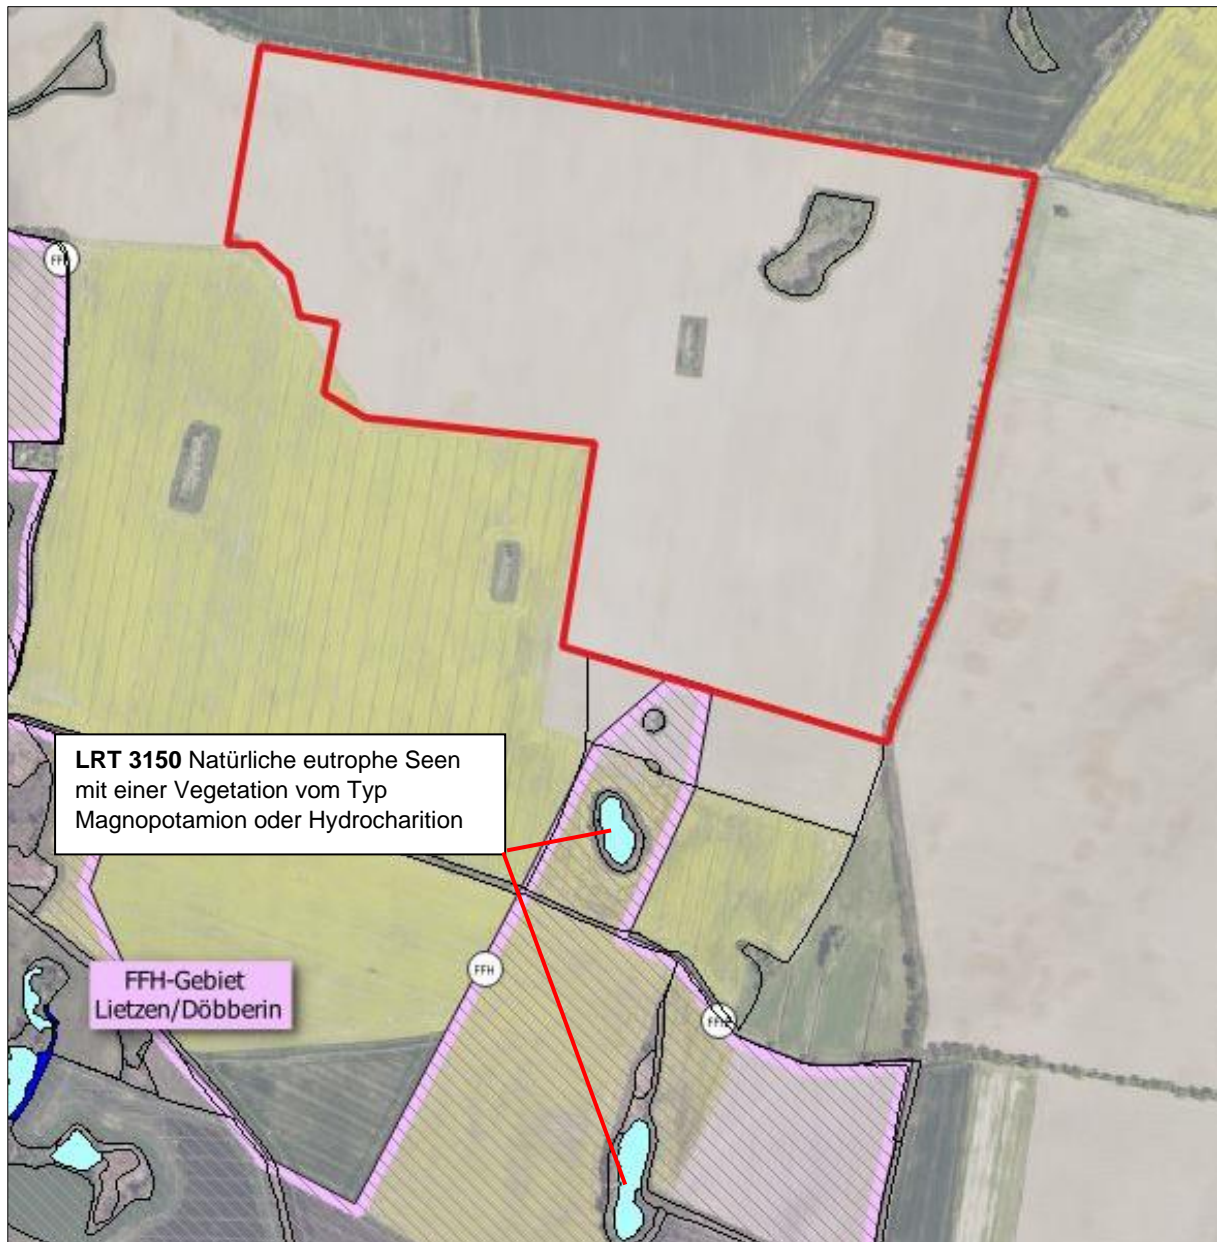 FFH
LRT 3150 Natürliche eutrophe Seen
mit einer Vegetation vom Typ
Magnopotamion oder Hydrocharition
FFH-Gebiet
Lietzen/Döbberin
FFH
FFH